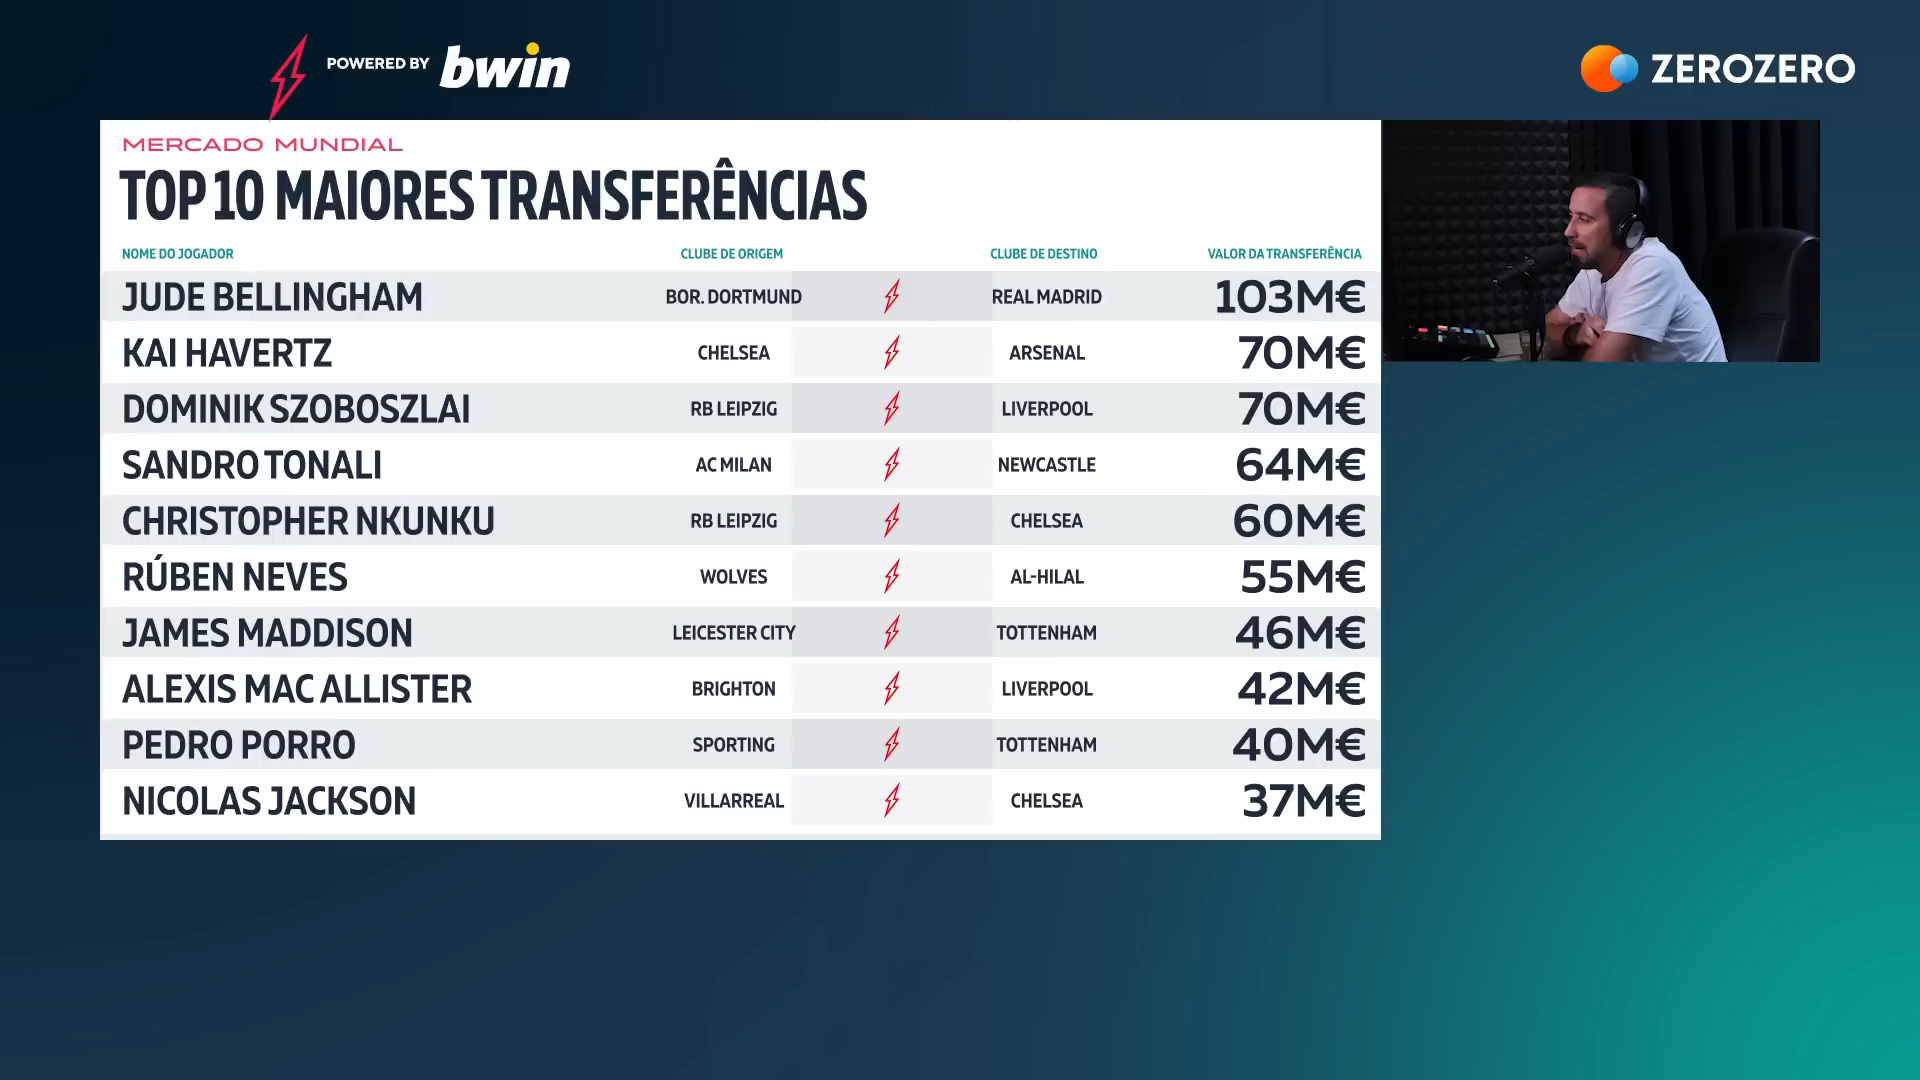 POWERED BY bwin
ZEROZERO
MERCADO MUNDIAL
TOP 10 MAIORES TRANSFERÊNCIAS
NOME DO JOGADOR CLUBE DE ORIGEM CLUBE DE DESTINO VALOR DA TRANSFERÊNCIA
JUDE BELLINGHAM BOR. DORTMUND REAL MADRID 103M€
KAI HAVERTZ CHELSEA ARSENAL 70M€
DOMINIK SZOBOSZLAI RB LEIPZIG LIVERPOOL 70M€
SANDRO TONALI AC MILAN NEWCASTLE 64M€
CHRISTOPHER NKUNKU RB LEIPZIG CHELSEA 60M€
RÚBEN NEVES WOLVES AL-HILAL 55M€
JAMES MADDISON LEICESTER CITY TOTTENHAM 46M€
ALEXIS MAC ALLISTER BRIGHTON LIVERPOOL 42M€
PEDRO PORRO SPORTING TOTTENHAM 40M€
NICOLAS JACKSON VILLARREAL CHELSEA 37M€